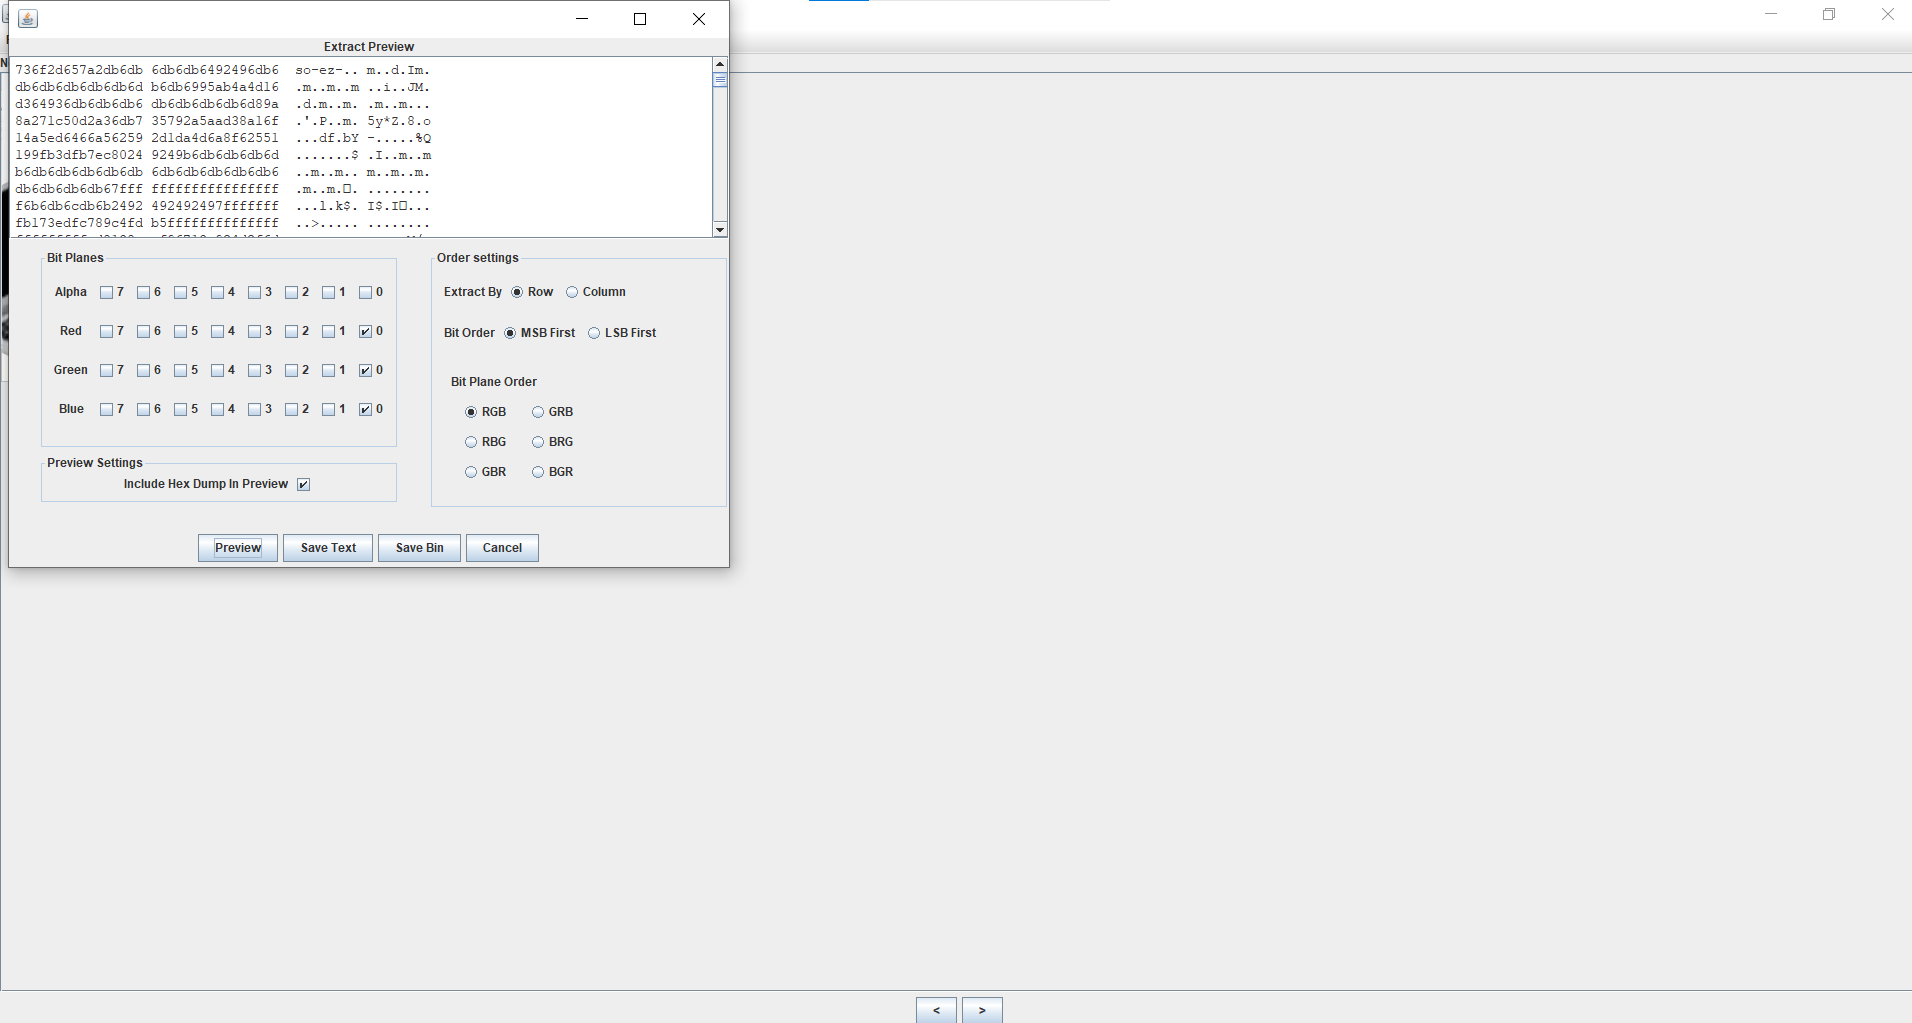 Extract Preview
736f2d657a2db6db 6db6db6492496db6 so-ez-.. m..d.Im.
db6db6db6db6db6d b6db6995ab4a4d16 .m..m..m ..i..JM.
d364936db6db6db6 db6db6db6db6d89a .d.m..m. .m..m...
8a271c50d2a36db7 35792a5aad38a16f .'.P..m. 5y*Z.8.o
14a5ed6466a56259 2d1da4d6a8f62551 ...df.bY -.....%Q
199fb3dfb7ec8024 9249b6db6db6db6d .......$ .I..m..m
b6db6db6db6db6db 6db6db6db6db6db6 ..m..m.. m..m..m.
db6db6db6db67fff ffffffffffffffff .m..m.□. ........
f6b6db6cdb6b2492 492492497fffffff ...l.k$. I$.I□...
fb173edfc789c4fd b5ffffffffffffff ..>..... ........
Bit Planes
Alpha 7 6 5 4 3 2 1 0
Red 7 6 5 4 3 2 1 0
Green 7 6 5 4 3 2 1 0
Blue 7 6 5 4 3 2 1 0
Preview Settings
Include Hex Dump In Preview
Order settings
Extract By Row Column
Bit Order MSB First LSB First
Bit Plane Order
RGB GRB
RBG BRG
GBR BGR
Preview Save Text Save Bin Cancel
< >